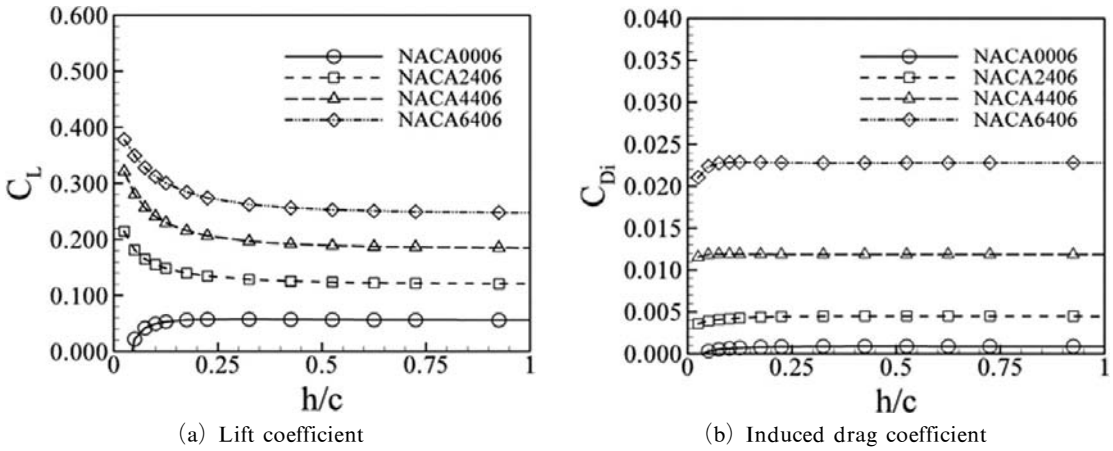 0.600
0.500
0.400
0.300
0.200
0.100
0.000
C_L
NACA0006
NACA2406
NACA4406
NACA6406
0 0.25 0.5 0.75 1
h/c
(a) Lift coefficient
0.040
0.035
0.030
0.025
0.020
0.015
0.010
0.005
0.000
C_Di
NACA0006
NACA2406
NACA4406
NACA6406
0 0.25 0.5 0.75 1
h/c
(b) Induced drag coefficient